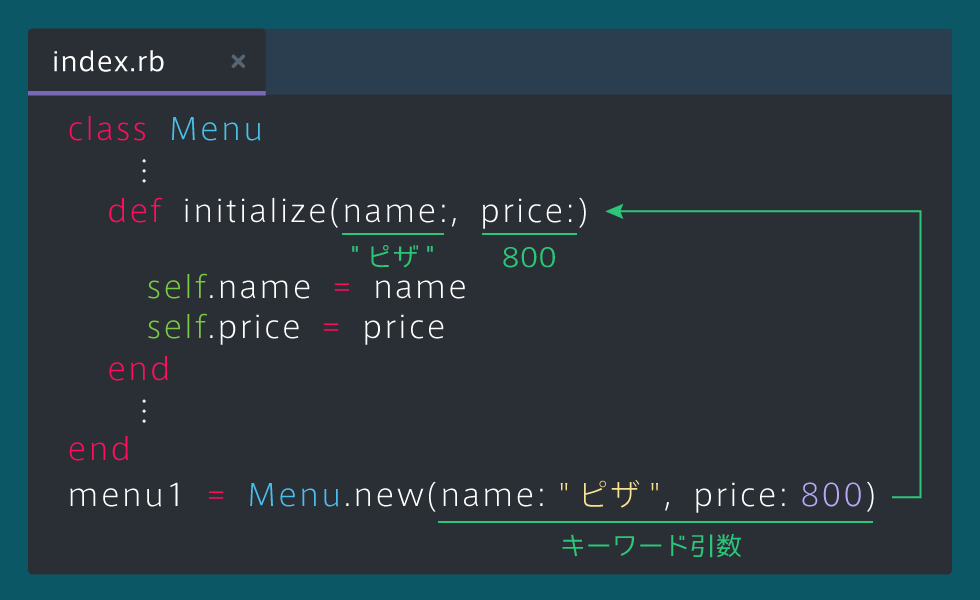 index.rb ×
class Menu
⋮
def initialize(name:, price:)
"ピザ" 800
self.name = name
self.price = price
end
⋮
end
menu1 = Menu.new(name:"ピザ", price:800)
キーワード引数